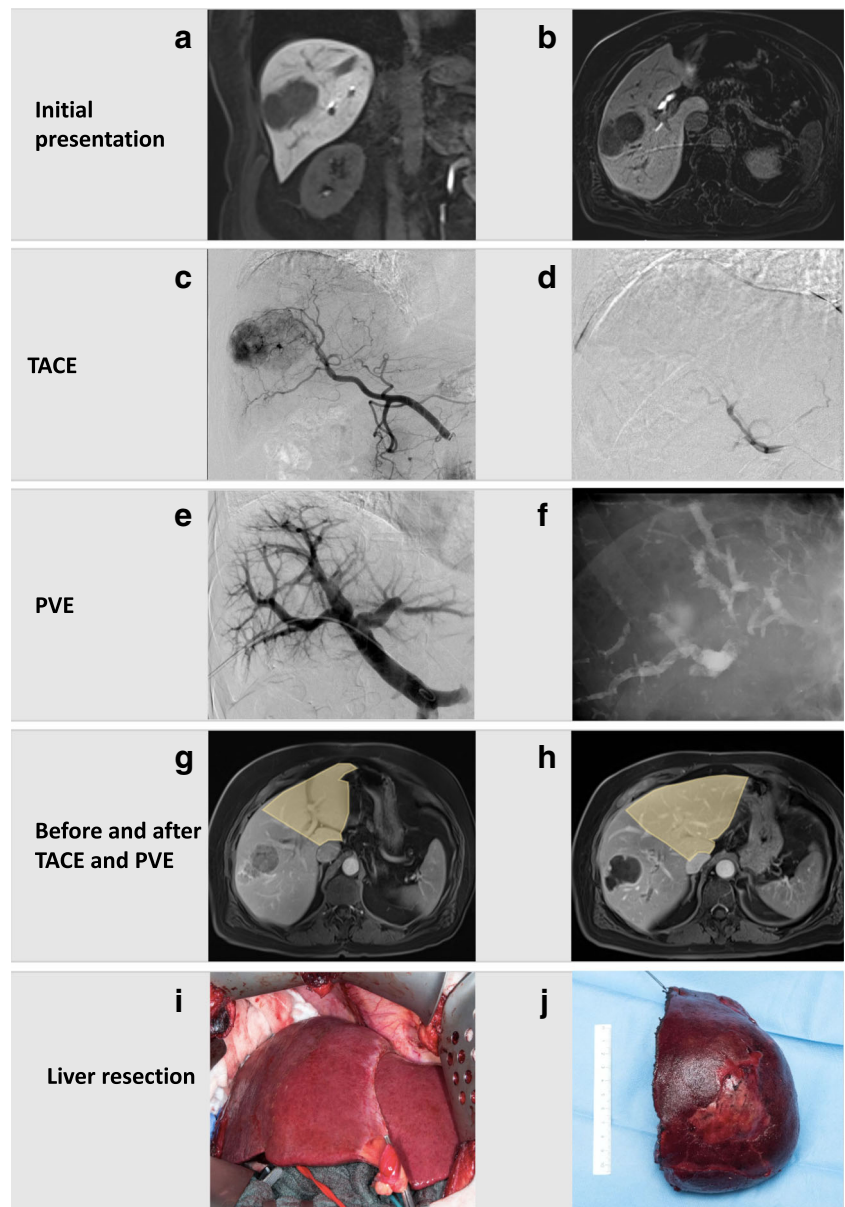 a
b
Initial
presentation
c
d
TACE
e
f
PVE
g
h
Before and after
TACE and PVE
i
j
Liver resection